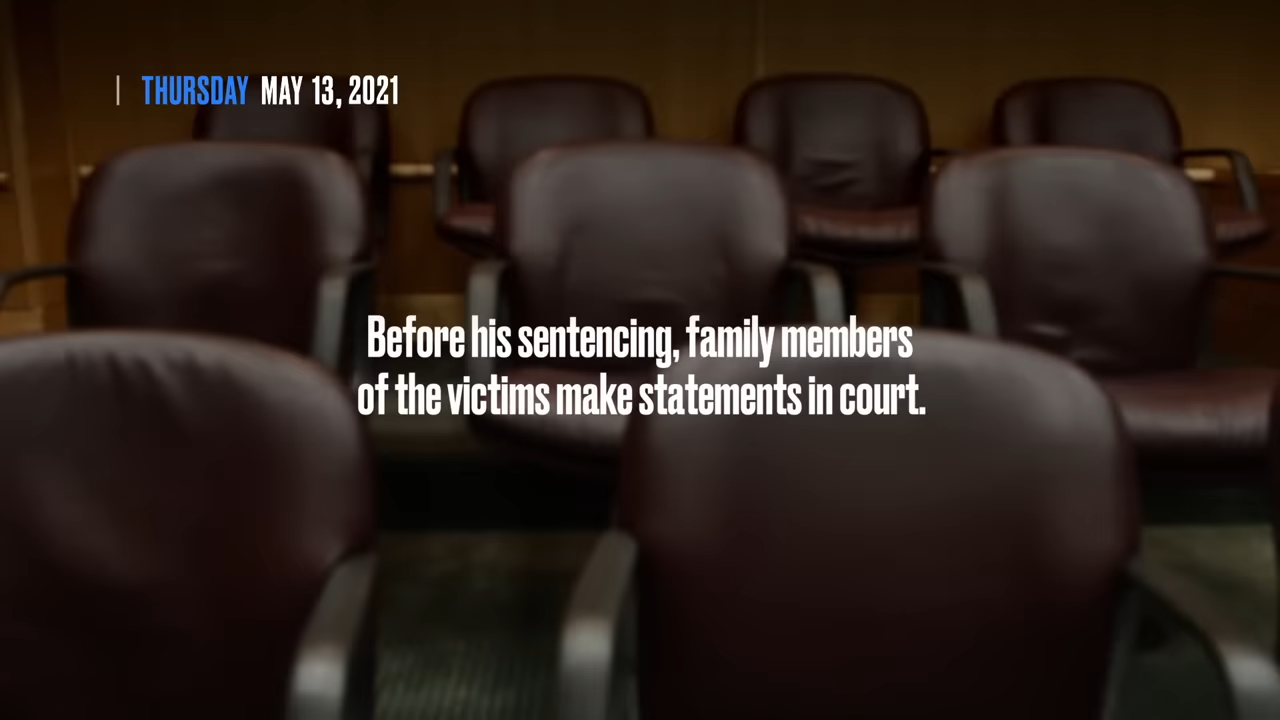 THURSDAY MAY 13, 2021
Before his sentencing, family members
of the victims make statements in court.